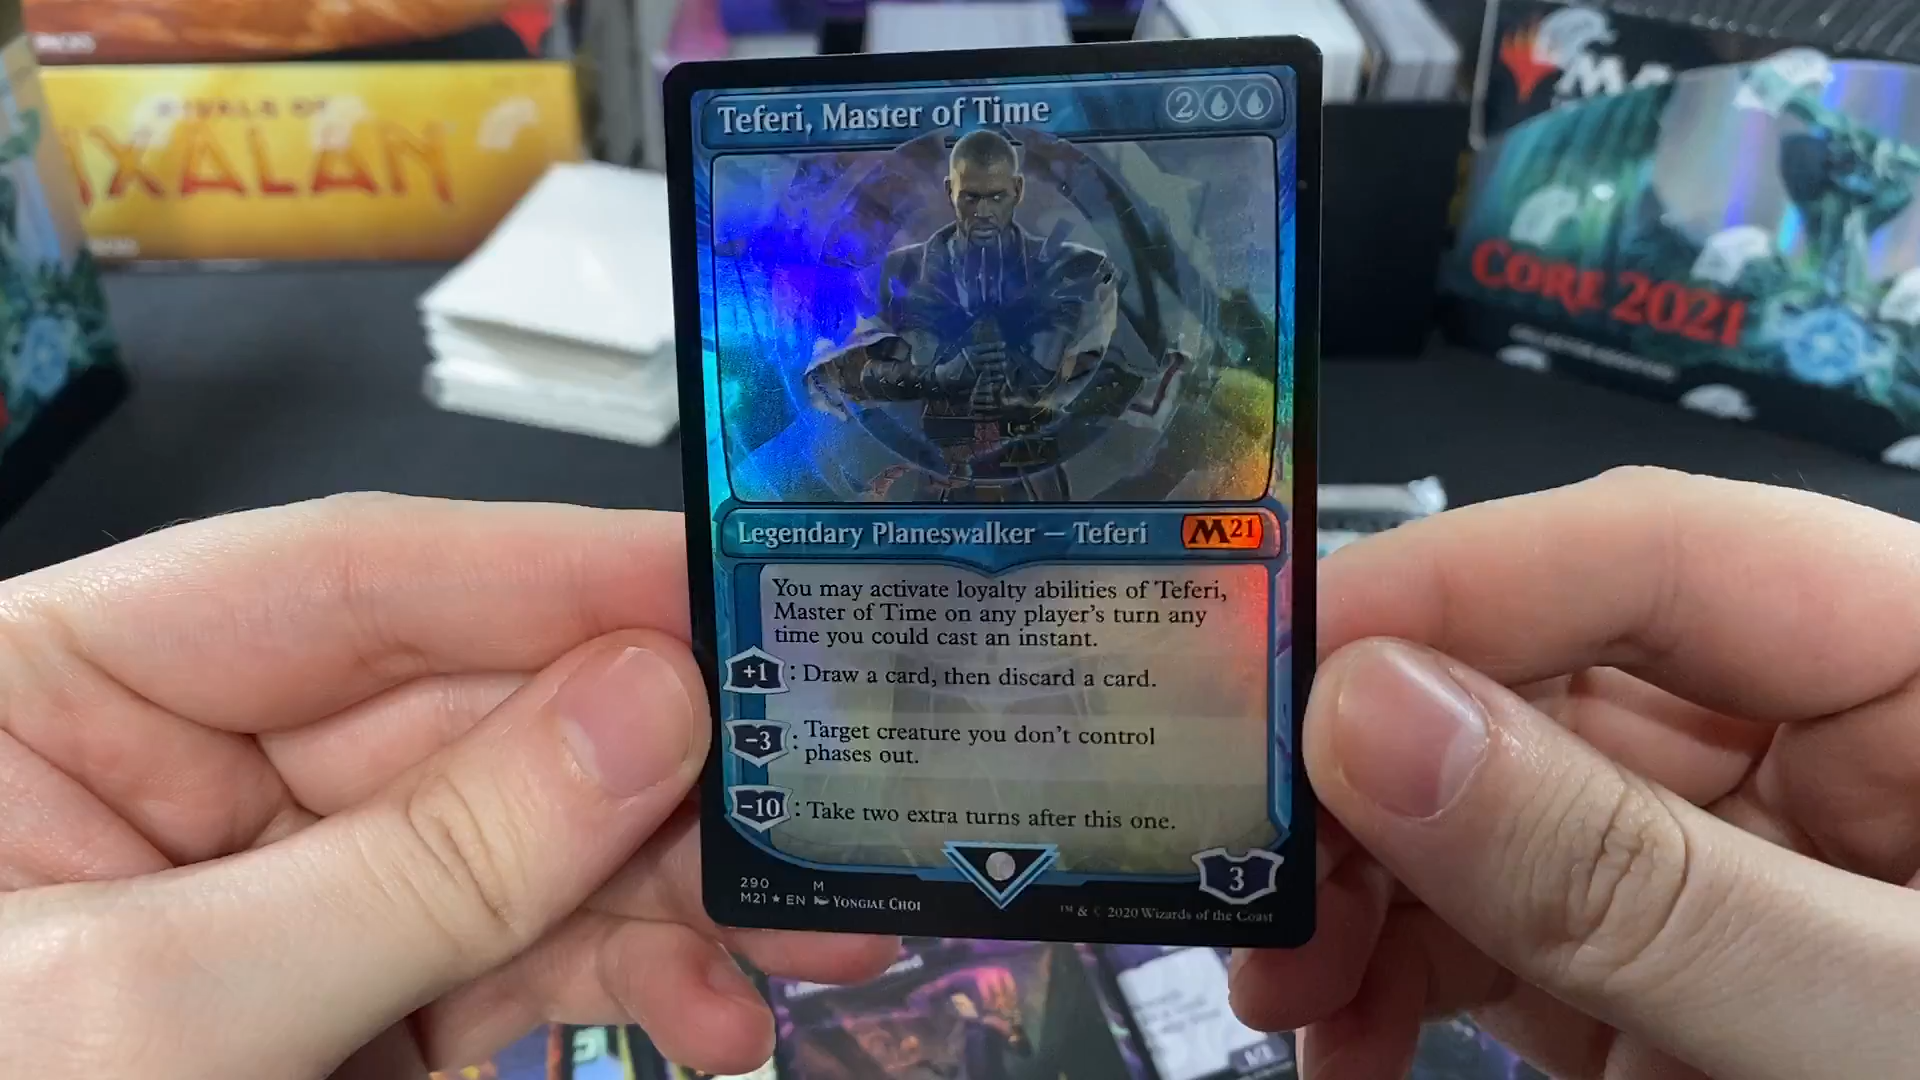 RIVALS OF
IXALAN
CORE 2021
Teferi, Master of Time
2
Legendary Planeswalker — Teferi
M21
You may activate loyalty abilities of Teferi,
Master of Time on any player's turn any
time you could cast an instant.
+1 : Draw a card, then discard a card.
−3 : Target creature you don't control
phases out.
−10 : Take two extra turns after this one.
3
290 M
M21 ★ EN YONGJAE CHOI
™ & © 2020 Wizards of the Coast